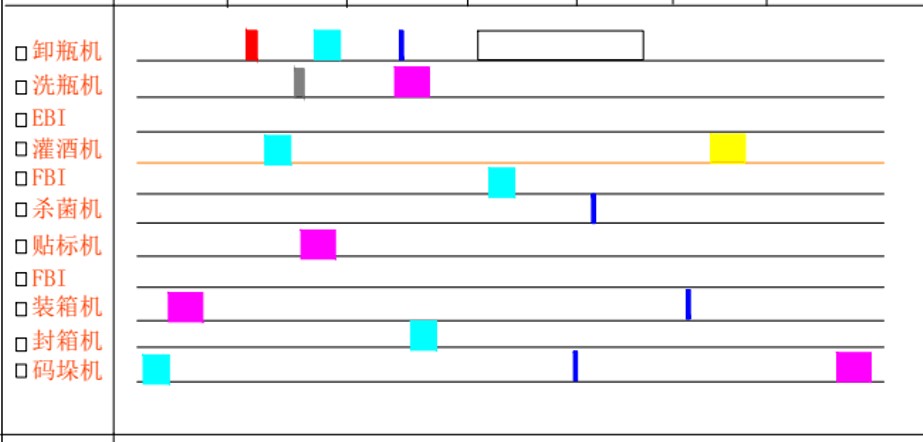 □ 卸瓶机
□ 洗瓶机
□ EBI
□ 灌酒机
□ FBI
□ 杀菌机
□ 贴标机
□ FBI
□ 装箱机
□ 封箱机
□ 码垛机